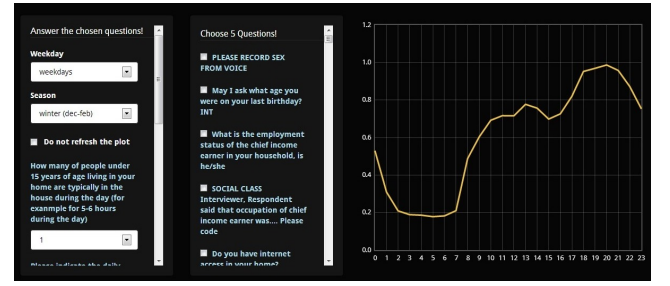 Answer the chosen questions!
Weekday
weekdays
Season
winter (dec-feb)
Do not refresh the plot
How many of people under
15 years of age living in your
home are typically in the
house during the day (for
exanmple for 5-6 hours
during the day)
1
Please indicate the daily
Choose 5 Questions!
PLEASE RECORD SEX
FROM VOICE
May I ask what age you
were on your last birthday?
INT
What is the employment
status of the chief income
earner in your household, is
he/she
SOCIAL CLASS
Interviewer, Respondent
said that occupation of chief
income earner was.... Please
code
Do you have internet
access in your home?
1.2
1.0
0.8
0.6
0.4
0.2
0.0
0 1 2 3 4 5 6 7 8 9 10 11 12 13 14 15 16 17 18 19 20 21 22 23